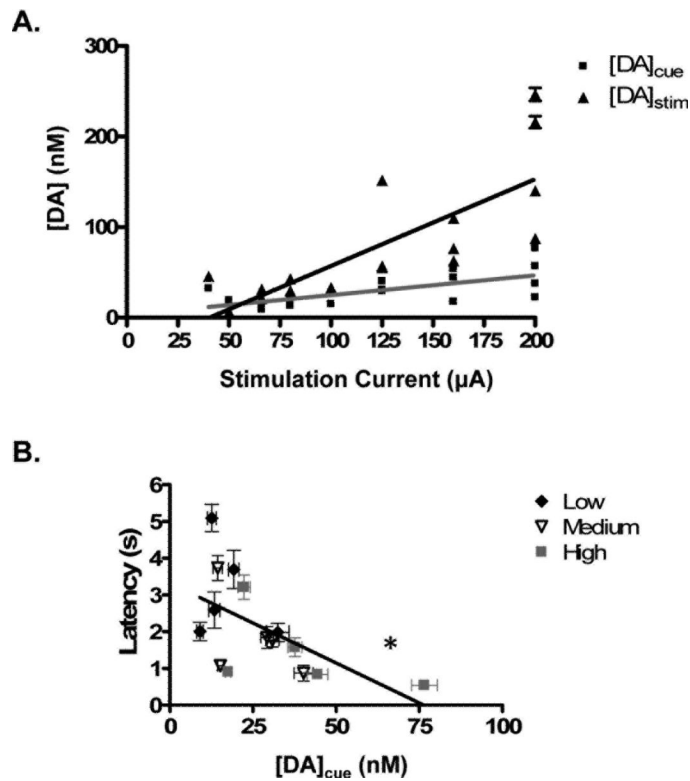 A.
300
200
100
0
[DA] (nM)
0 25 50 75 100 125 150 175 200
Stimulation Current (µA)
[DA]cue
[DA]stim
B.
6
5
4
3
2
1
0
Latency (s)
*
0 25 50 75 100
[DA]cue (nM)
Low
Medium
High